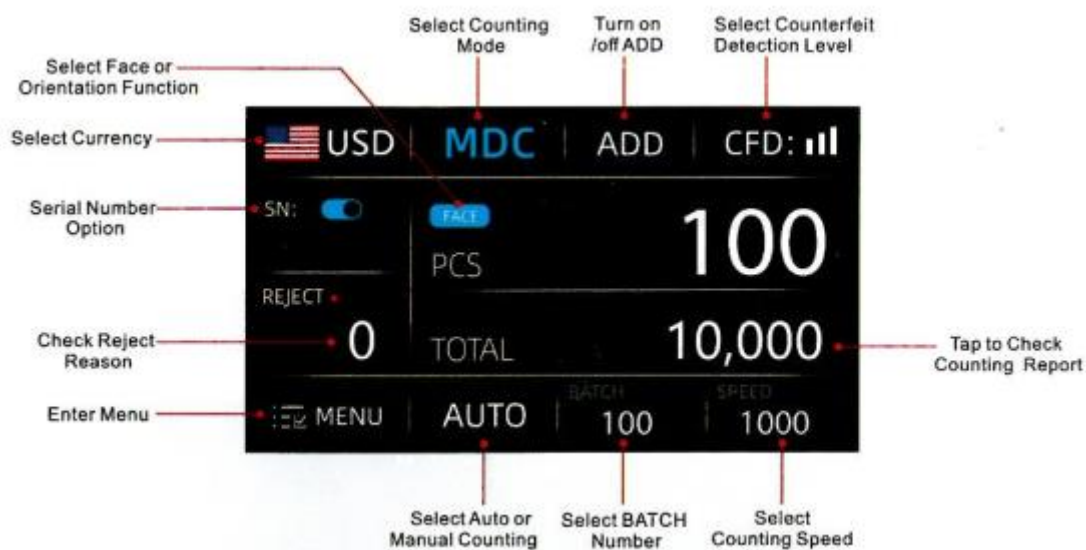 Select Counting
Mode
Turn on
/off ADD
Select Counterfeit
Detection Level
Select Face or
Orientation Function
Select Currency
USD
MDC
ADD
CFD:
Serial Number
Option
SN:
FACE
100
PCS
REJECT
Check Reject
Reason
0
TOTAL
10,000
Tap to Check
Counting Report
Enter Menu
MENU
AUTO
BATCH
100
SPEED
1000
Select Auto or
Manual Counting
Select BATCH
Number
Select
Counting Speed